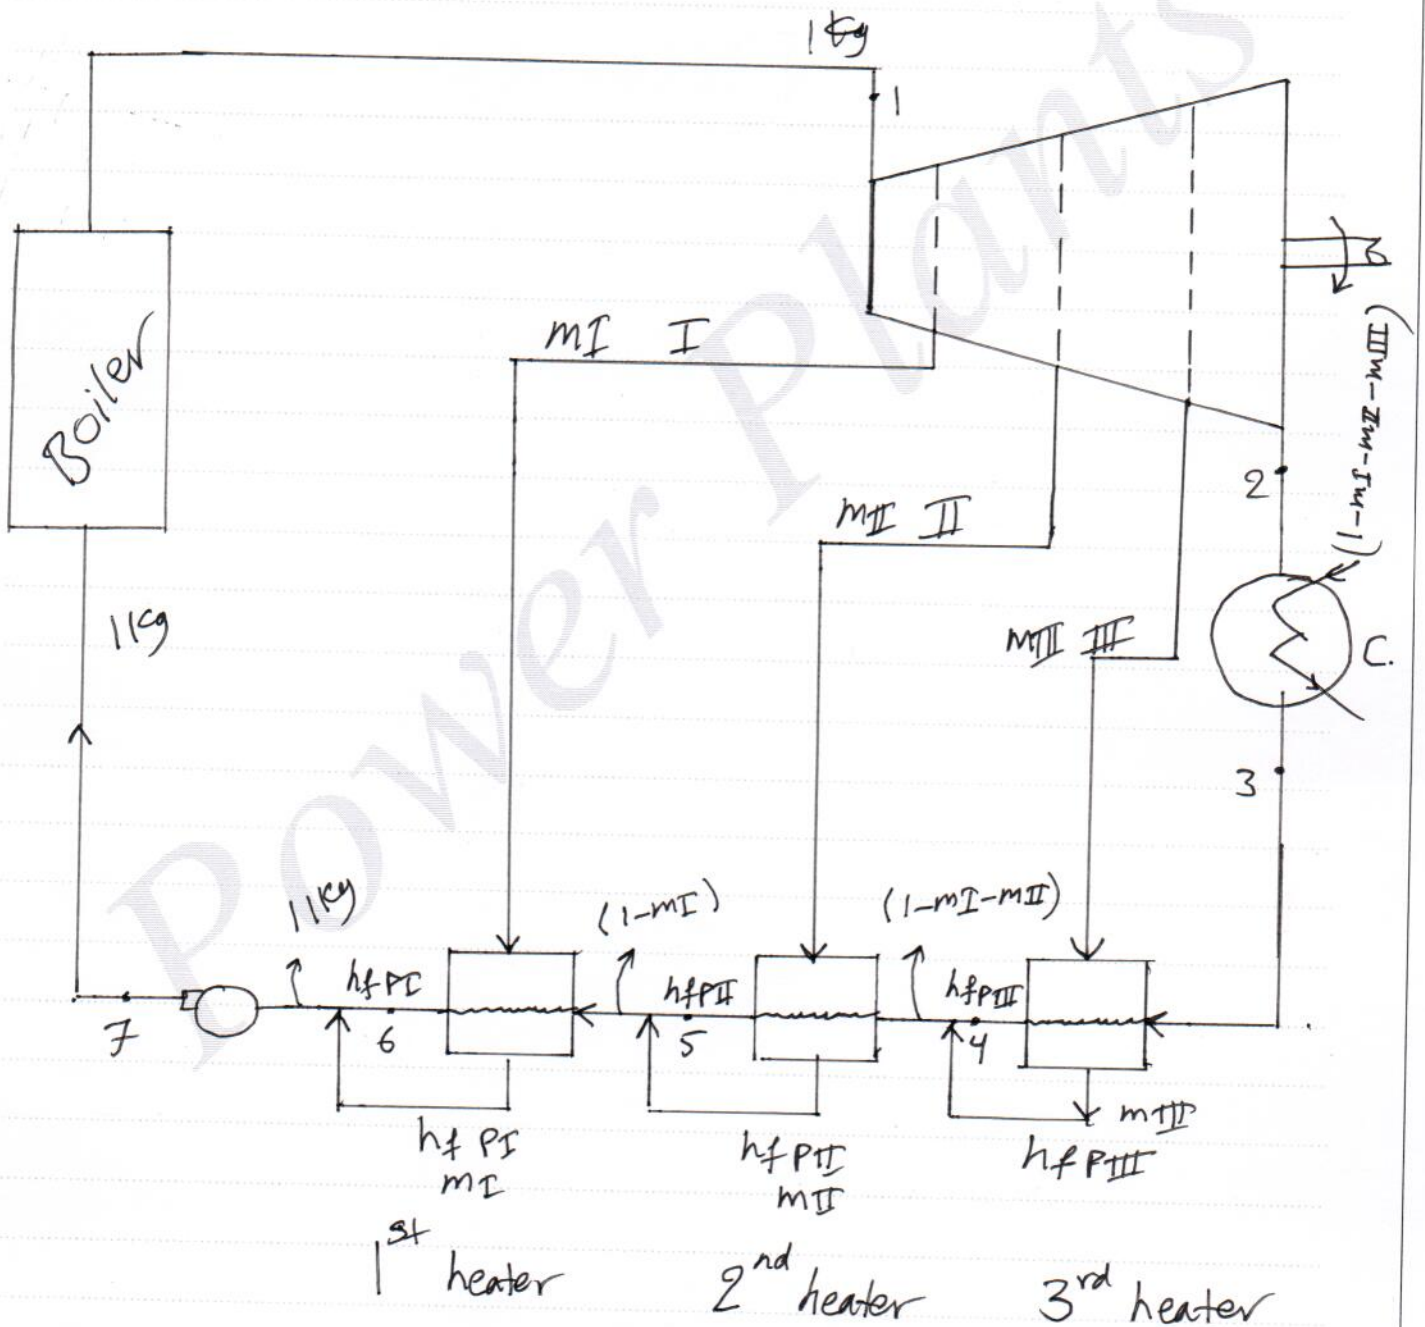 1 Kg
1
mI I
Boiler
(1-mI-mII-mIII)
2
mII II
1 Kg
mIII III
C.
3
1 Kg
(1-mI)
(1-mI-mII)
hf PI
hf PII
hf PIII
7
6
5
4
mIII
hf PI
hf PII
hf PIII
mI
mII
1st heater
2nd heater
3rd heater
Power Plants